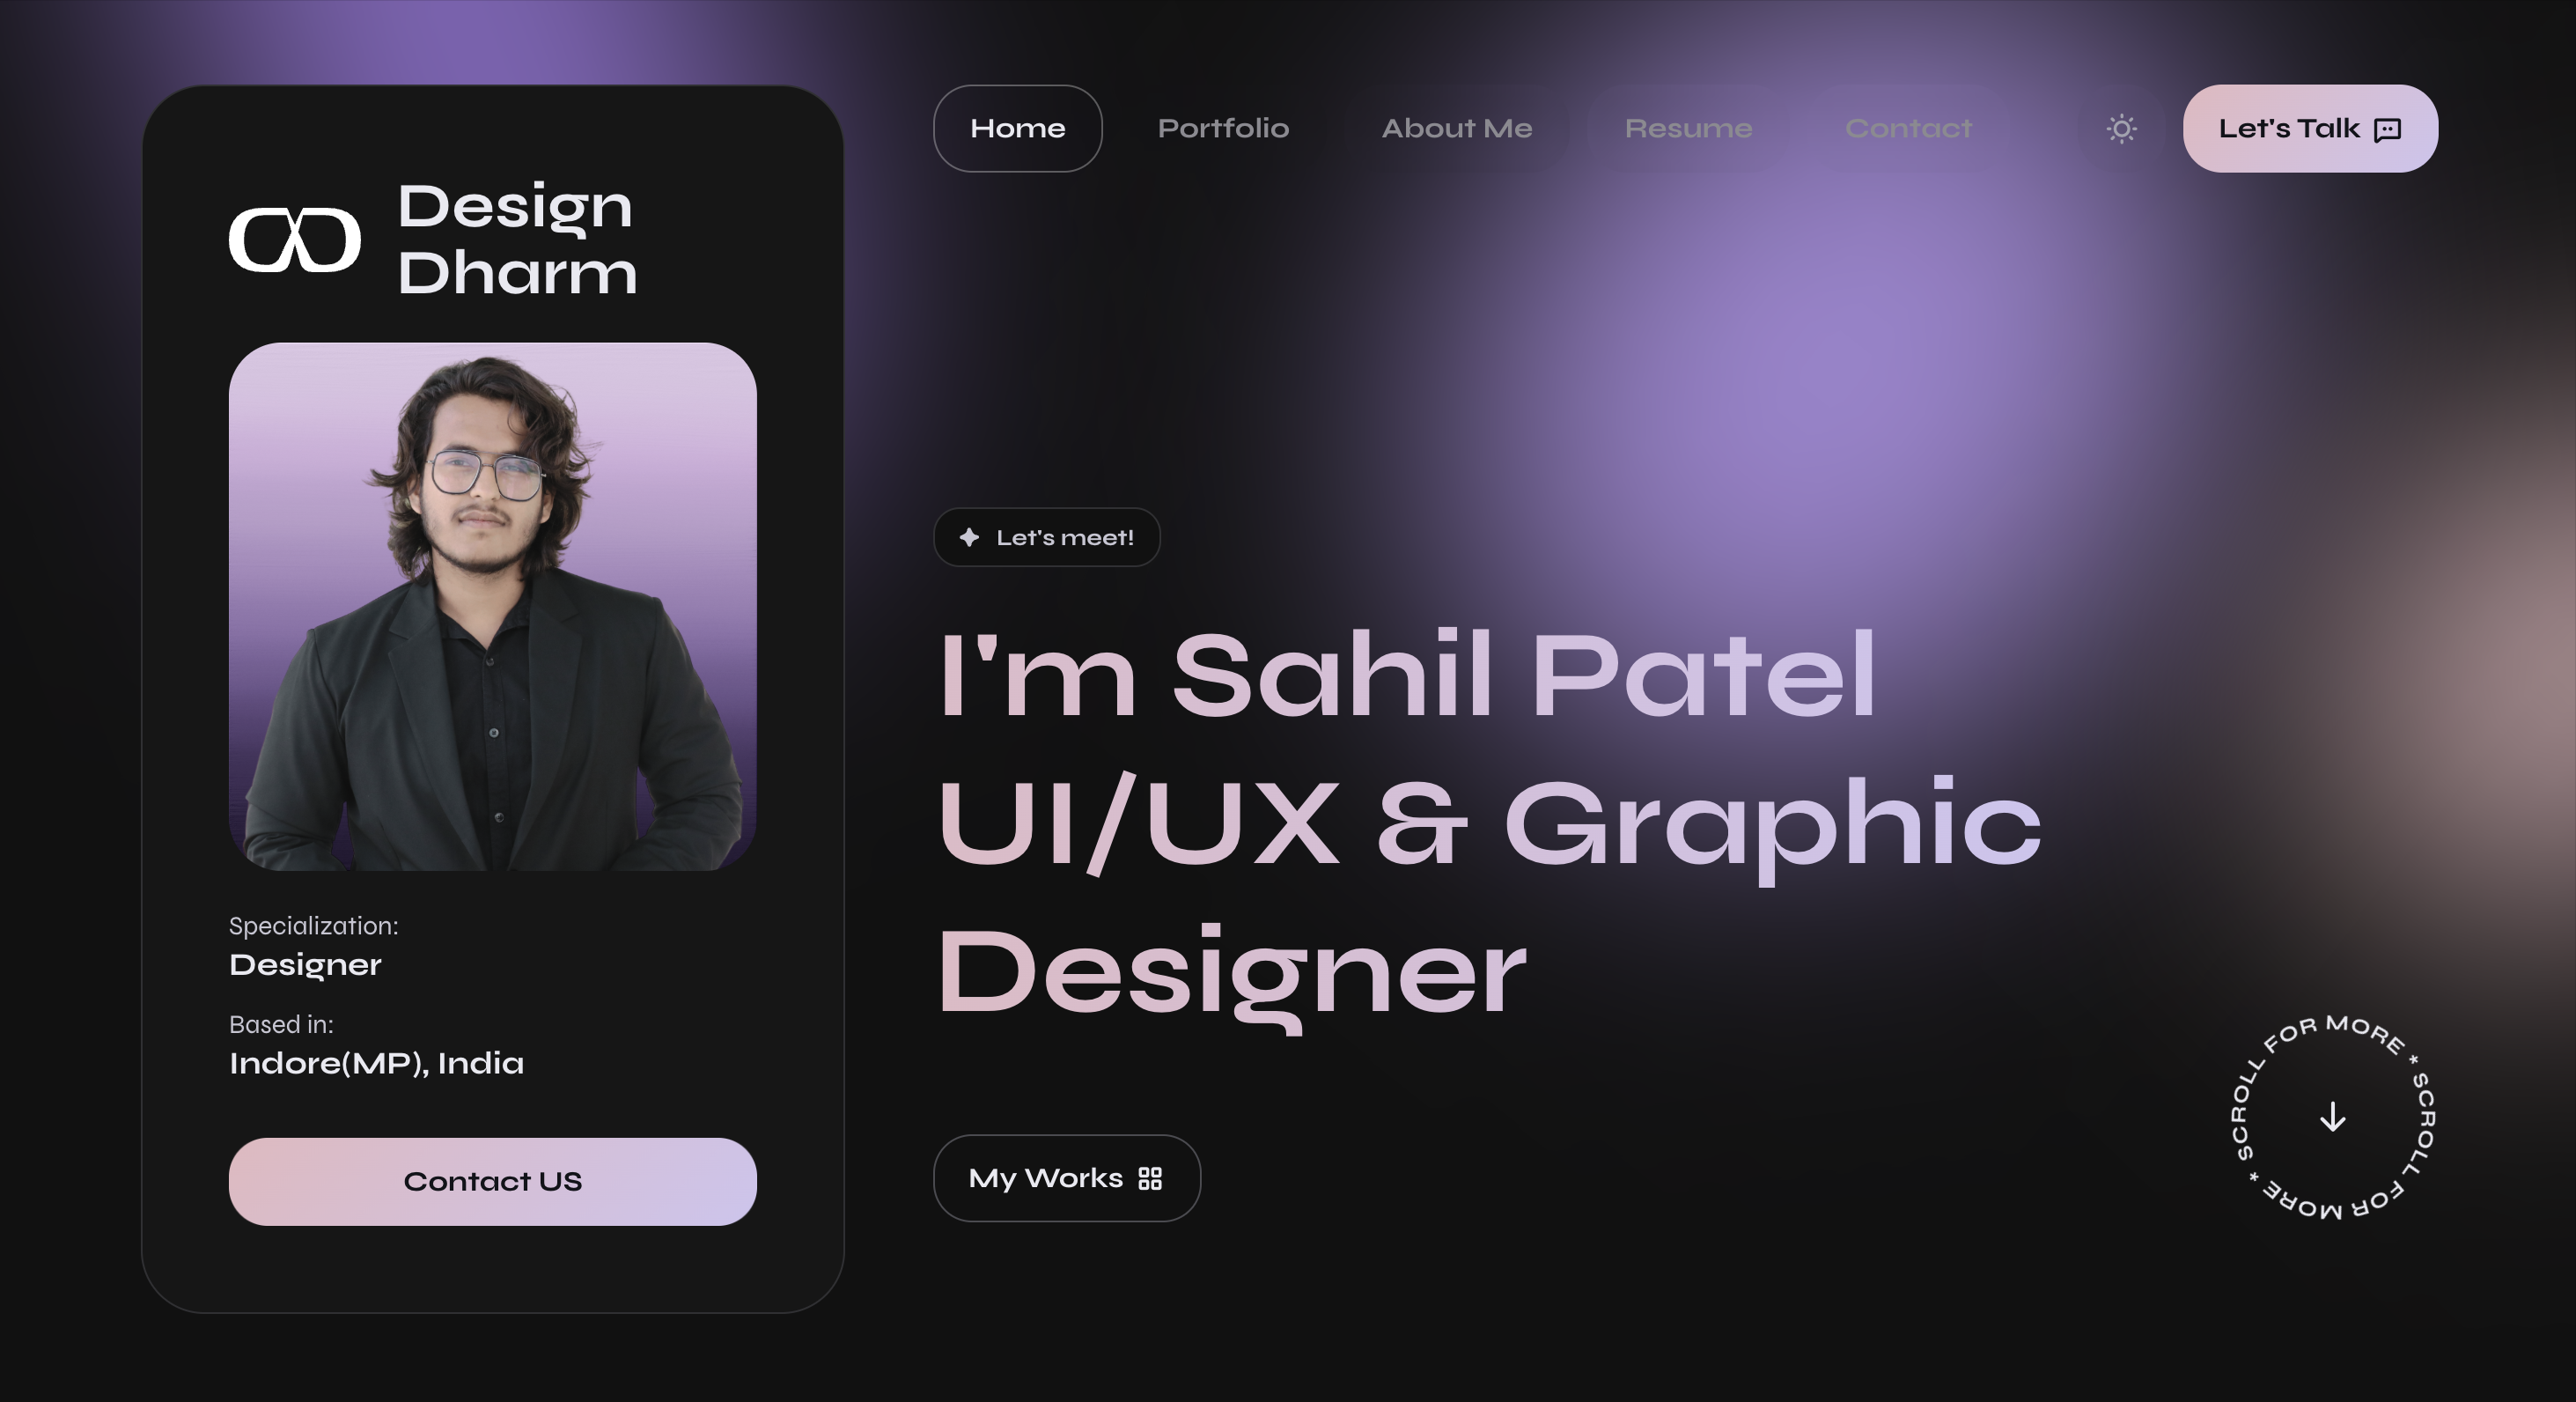 Design
Dharm
Specialization:
Designer
Based in:
Indore(MP), India
Contact US
Home
Portfolio
About Me
Resume
Contact
Let's Talk
Let's meet!
I'm Sahil Patel
UI/UX & Graphic
Designer
My Works
SCROLL FOR MORE * SCROLL FOR MORE *